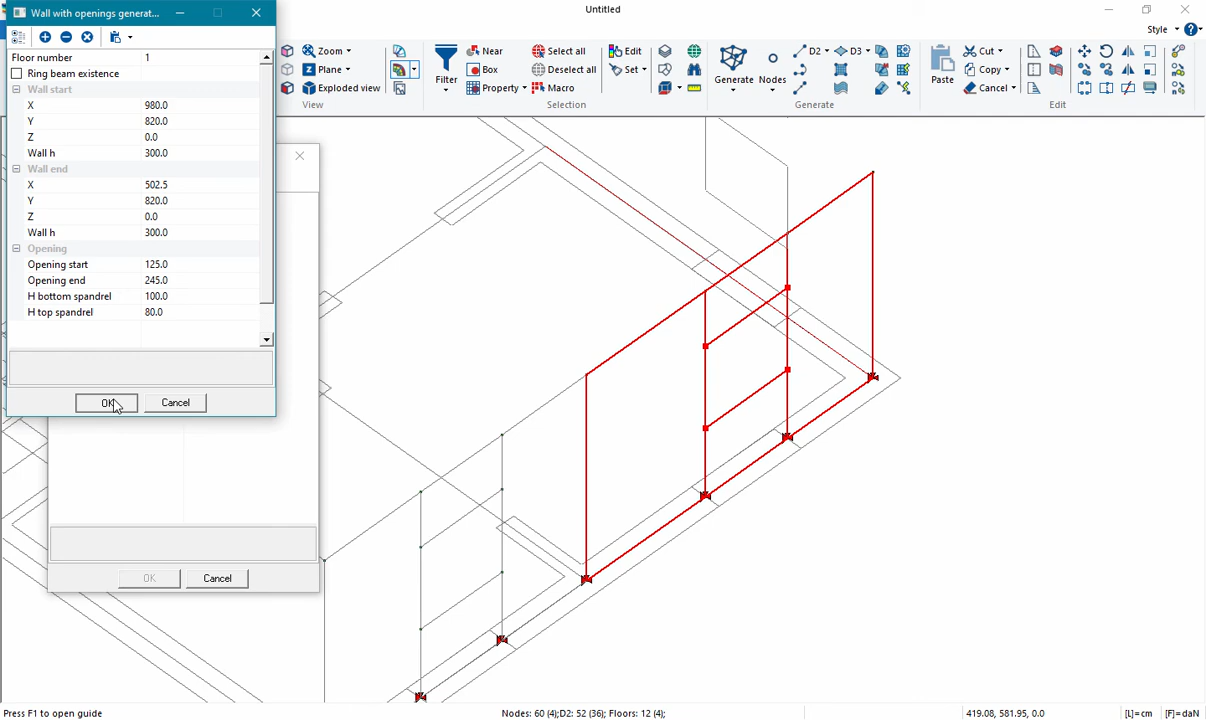 Wall with openings generat...
Untitled
Style
Floor number 1
Ring beam existence
Wall start
X 980.0
Y 820.0
Z 0.0
Wall h 300.0
Wall end
X 502.5
Y 820.0
Z 0.0
Wall h 300.0
Opening
Opening start 125.0
Opening end 245.0
H bottom spandrel 100.0
H top spandrel 80.0
OK Cancel
OK Cancel
Zoom
Plane
Exploded view
View
Filter
Near
Box
Property
Select all
Deselect all
Macro
Selection
Edit
Set
Generate
Nodes
D2
D3
Generate
Paste
Cut
Copy
Cancel
Edit
Press F1 to open guide
Nodes: 60 (4);D2: 52 (36); Floors: 12 (4);
419.08, 581.95, 0.0
[L]=cm
[F]=daN